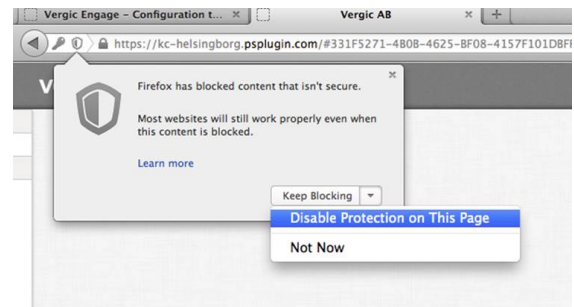 Vergic Engage – Configuration t...
Vergic AB
https://kc-helsingborg.psplugin.com/#331F5271-4B0B-4625-BF08-4157F101D8FF
V
Firefox has blocked content that isn't secure.
Most websites will still work properly even when
this content is blocked.
Learn more
Keep Blocking
Disable Protection on This Page
Not Now